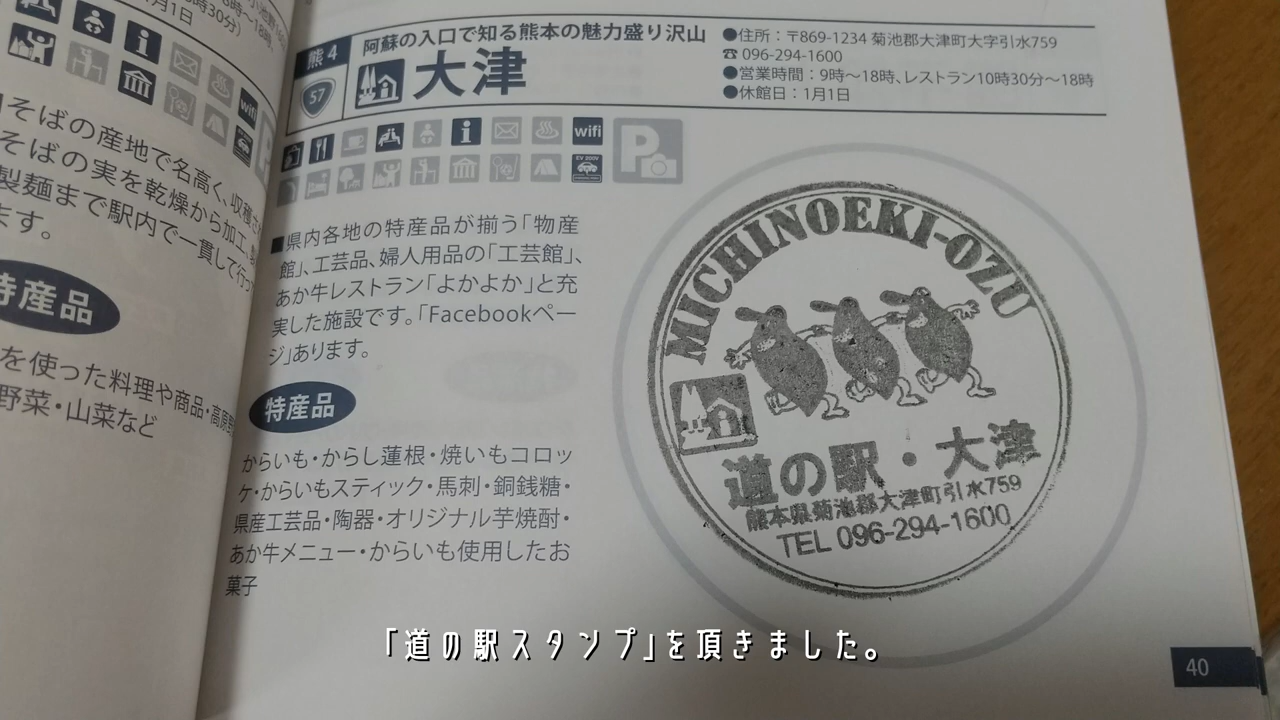 月1日
そばの産地で名高く、収穫さ
そばの実を乾燥から加工、製
製麺まで駅内で一貫して行っ
ます。
特産品
を使った料理や商品・高原野
野菜・山菜など
熊4
57
阿蘇の入口で知る熊本の魅力盛り沢山
大津
●住所：〒869-1234 菊池郡大津町大字引水759
☎096-294-1600
●営業時間：9時～18時、レストラン10時30分～18時
●休館日：1月1日
wifi
P
EV 200V
■県内各地の特産品が揃う「物産
館」、工芸品、婦人用品の「工芸館」、
あか牛レストラン「よかよか」と充
実した施設です。「Facebookペー
ジ」あります。
特産品
からいも・からし蓮根・焼いもコロッ
ケ・からいもスティック・馬刺・銅銭糖・
県産工芸品・陶器・オリジナル芋焼酎・
あか牛メニュー・からいも使用したお
菓子
MICHINOEKI-OZU
道の駅・大津
熊本県菊池郡大津町引水759
TEL 096-294-1600
「道の駅スタンプ」を頂きました。
40